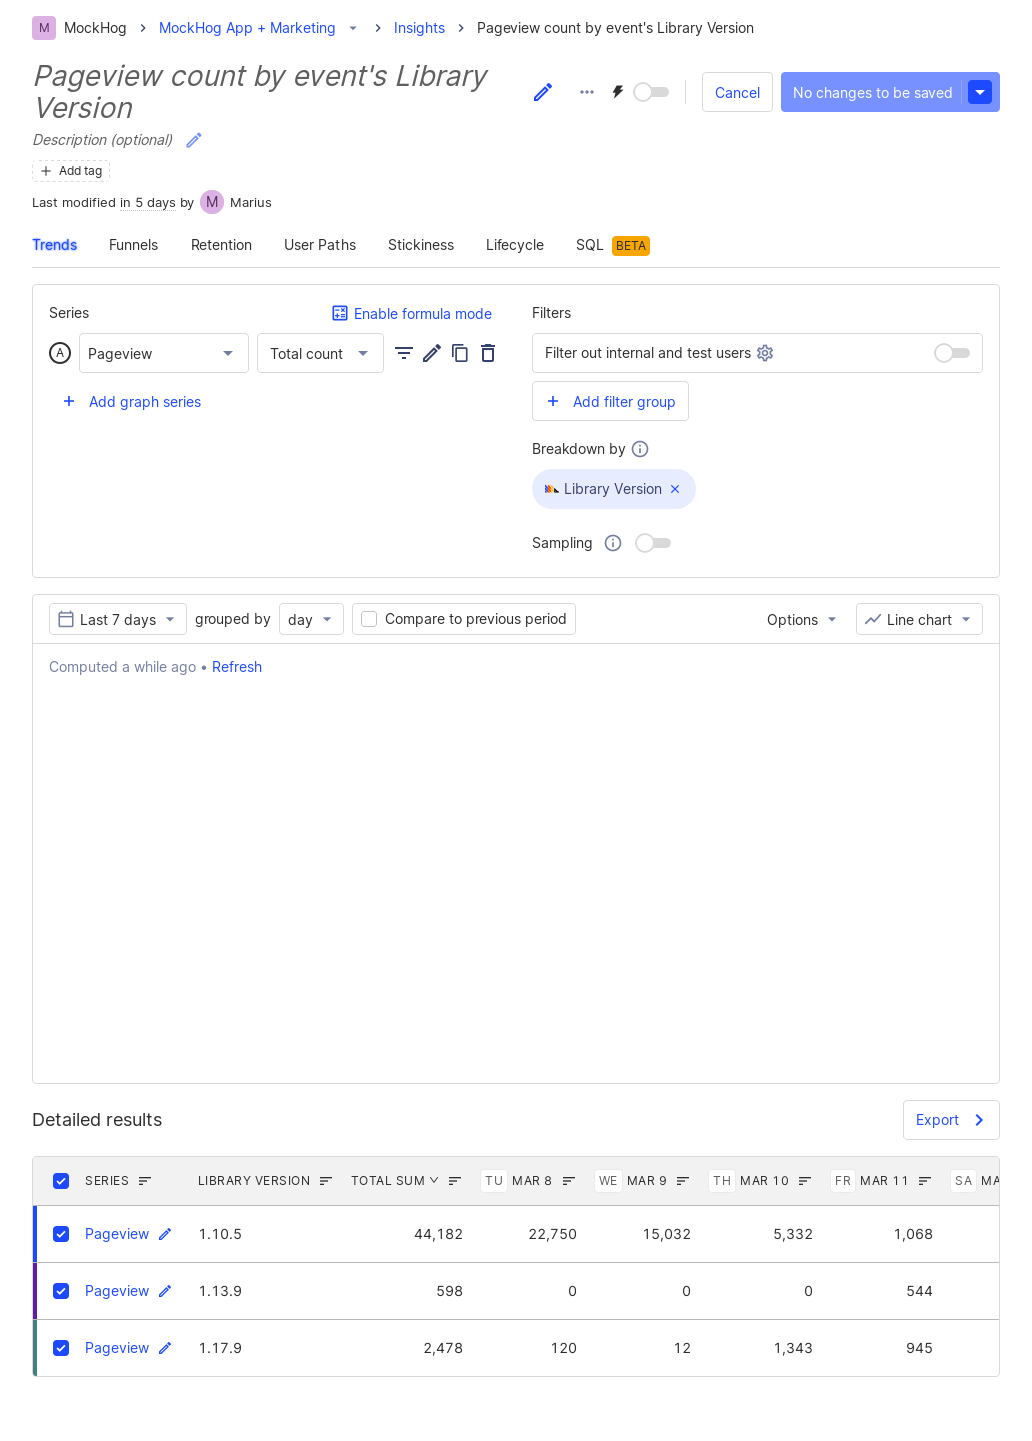 M MockHog > MockHog App + Marketing > Insights > Pageview count by event's Library Version
Pageview count by event's Library
Version
Cancel
No changes to be saved
Description (optional)
Add tag
Last modified in 5 days by M Marius
Trends Funnels Retention User Paths Stickiness Lifecycle SQL BETA
Series
Enable formula mode
A Pageview Total count
Add graph series
Filters
Filter out internal and test users
Add filter group
Breakdown by
Library Version
Sampling
Last 7 days grouped by day Compare to previous period Options Line chart
Computed a while ago • Refresh
Detailed results
Export
SERIES LIBRARY VERSION TOTAL SUM TU MAR 8 WE MAR 9 TH MAR 10 FR MAR 11 SA
Pageview 1.10.5 44,182 22,750 15,032 5,332 1,068
Pageview 1.13.9 598 0 0 0 544
Pageview 1.17.9 2,478 120 12 1,343 945